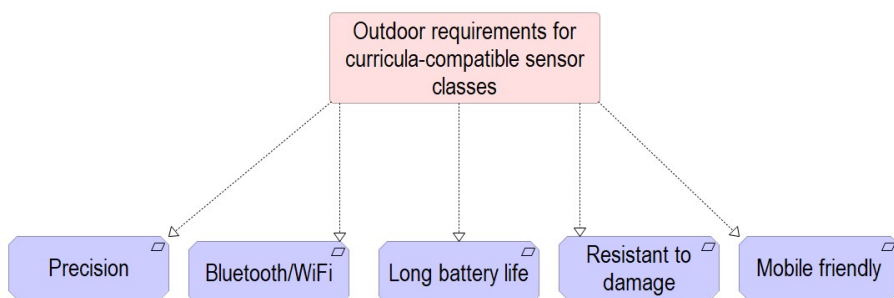 Outdoor requirements for
curricula-compatible sensor
classes
Precision
Bluetooth/WiFi
Long battery life
Resistant to
damage
Mobile friendly